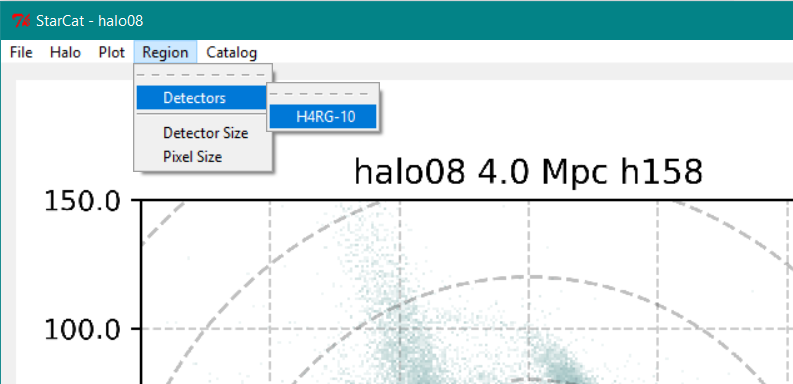 StarCat - halo08
File Halo Plot Region Catalog
Detectors
H4RG-10
Detector Size
Pixel Size
halo08 4.0 Mpc h158
150.0
100.0